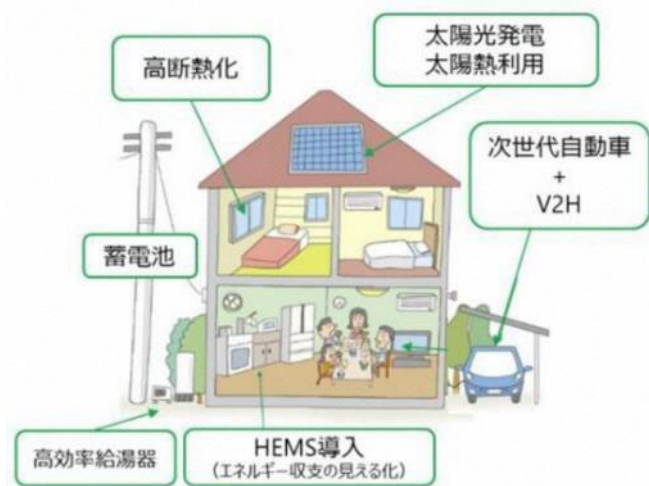 高断熱化
太陽光発電
太陽熱利用
次世代自動車
+
V2H
蓄電池
高効率給湯器
HEMS導入
(エネルギー収支の見える化)